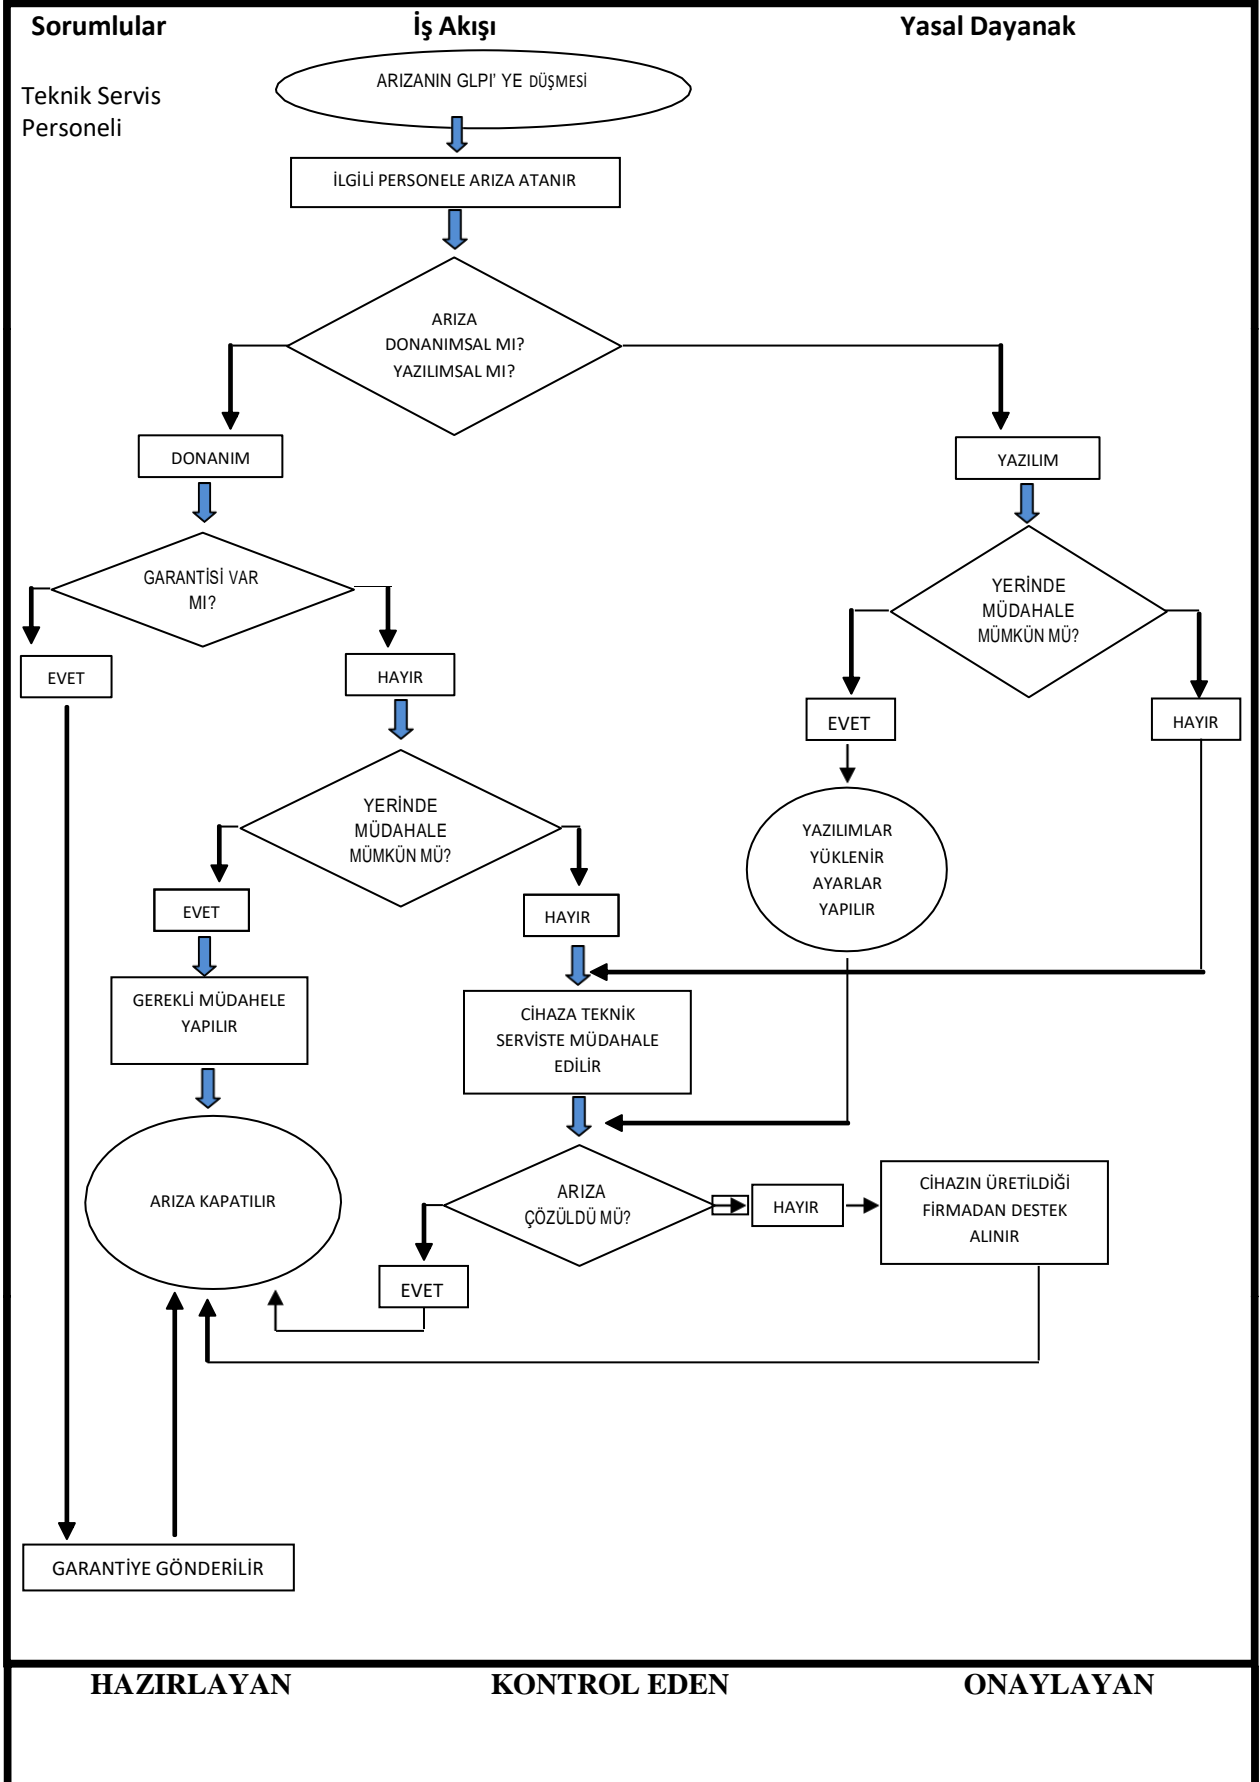 Sorumlular
İş Akışı
Yasal Dayanak
Teknik Servis
Personeli
ARIZANIN GLPI' YE DÜŞMESİ
İLGİLİ PERSONELE ARIZA ATANIR
ARIZA
DONANIMSAL MI?
YAZILIMSAL MI?
DONANIM
YAZILIM
GARANTİSİ VAR
MI?
YERİNDE
MÜDAHALE
MÜMKÜN MÜ?
EVET
HAYIR
EVET
HAYIR
YERİNDE
MÜDAHALE
MÜMKÜN MÜ?
YAZILIMLAR
YÜKLENİR
AYARLAR
YAPILIR
EVET
HAYIR
GEREKLİ MÜDAHELE
YAPILIR
CİHAZA TEKNİK
SERVİSTE MÜDAHALE
EDİLİR
ARIZA KAPATILIR
ARIZA
ÇÖZÜLDÜ MÜ?
HAYIR
CİHAZIN ÜRETİLDİĞİ
FİRMADAN DESTEK
ALINIR
EVET
GARANTİYE GÖNDERİLİR
HAZIRLAYAN
KONTROL EDEN
ONAYLAYAN